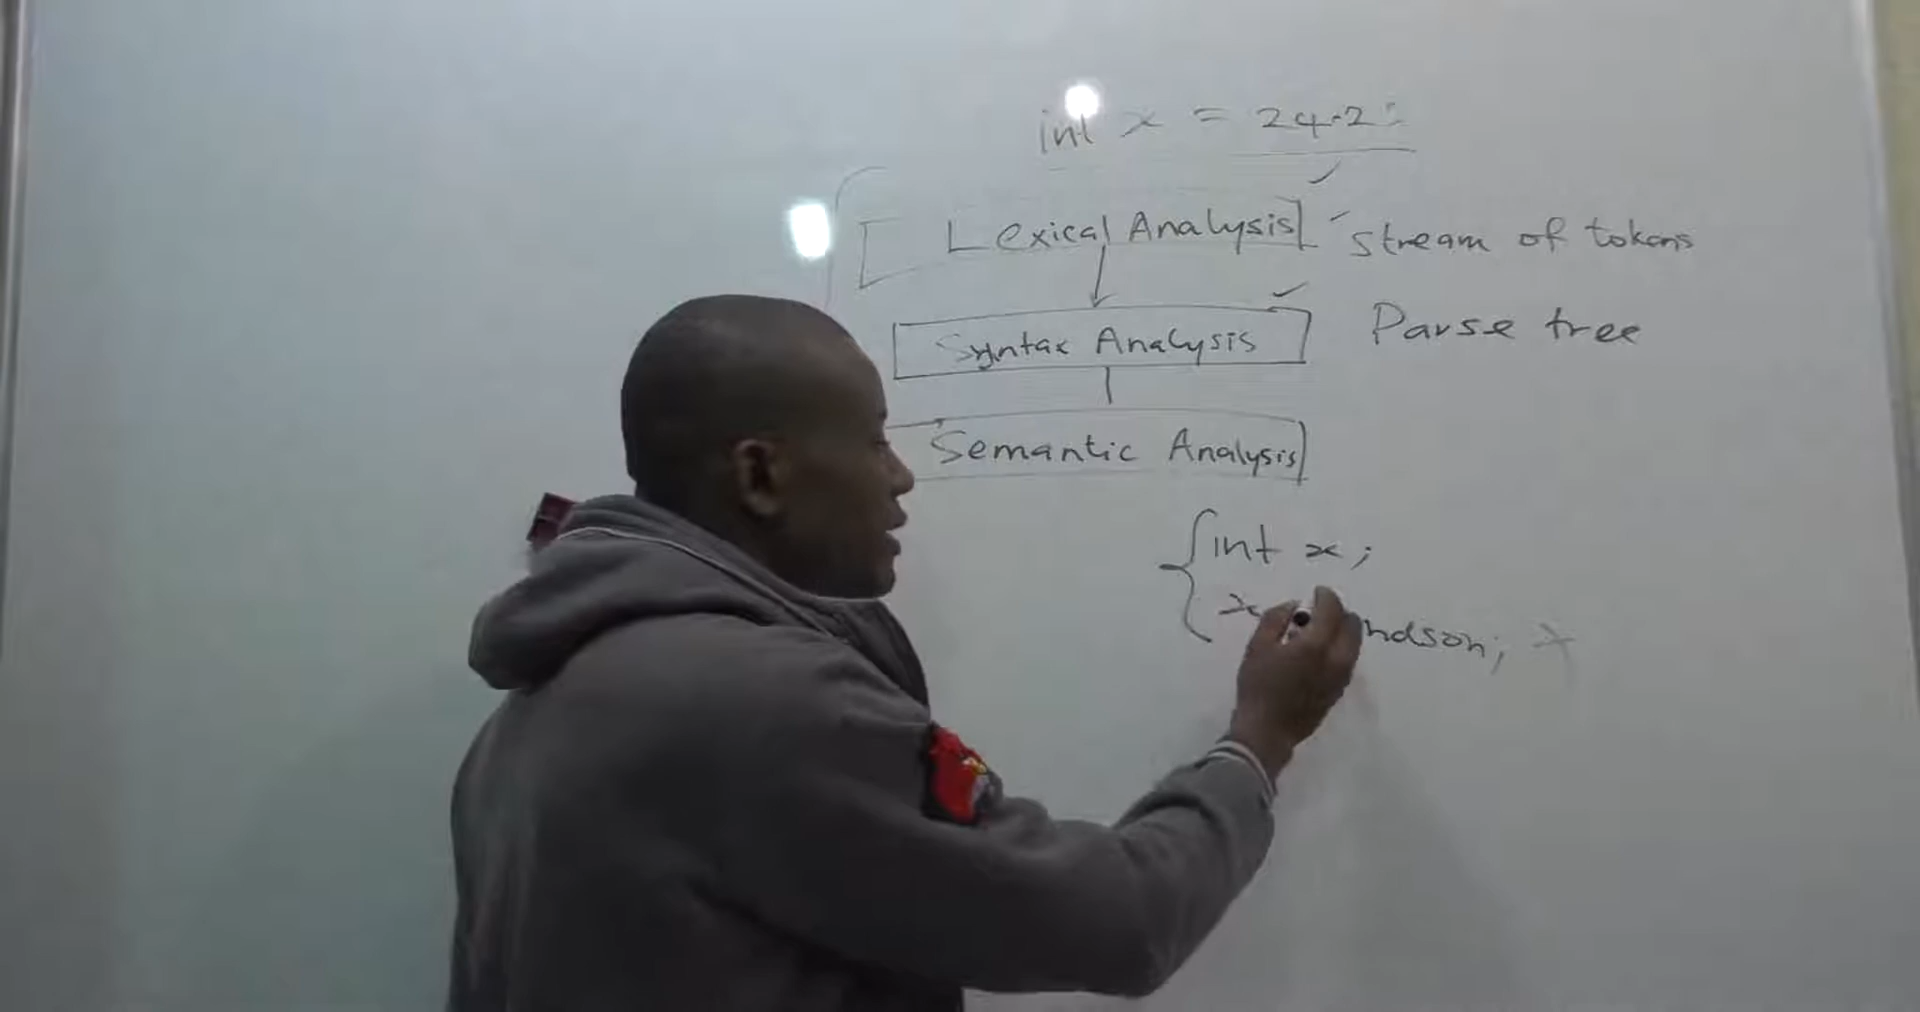 int x = 24.2;
Lexical Analysis stream of tokens
Syntax Analysis Parse tree
Semantic Analysis
int x;
x ndson;